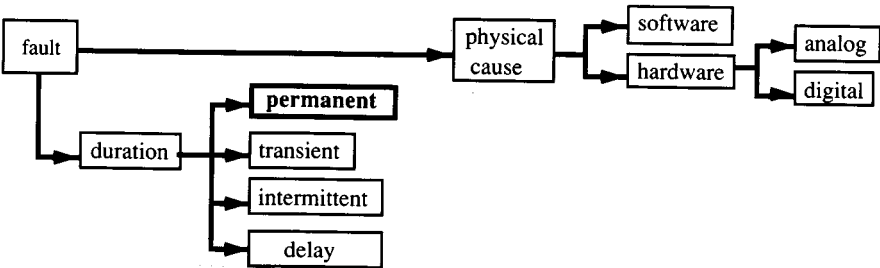 fault
physical
cause
software
hardware
analog
digital
permanent
duration
transient
intermittent
delay